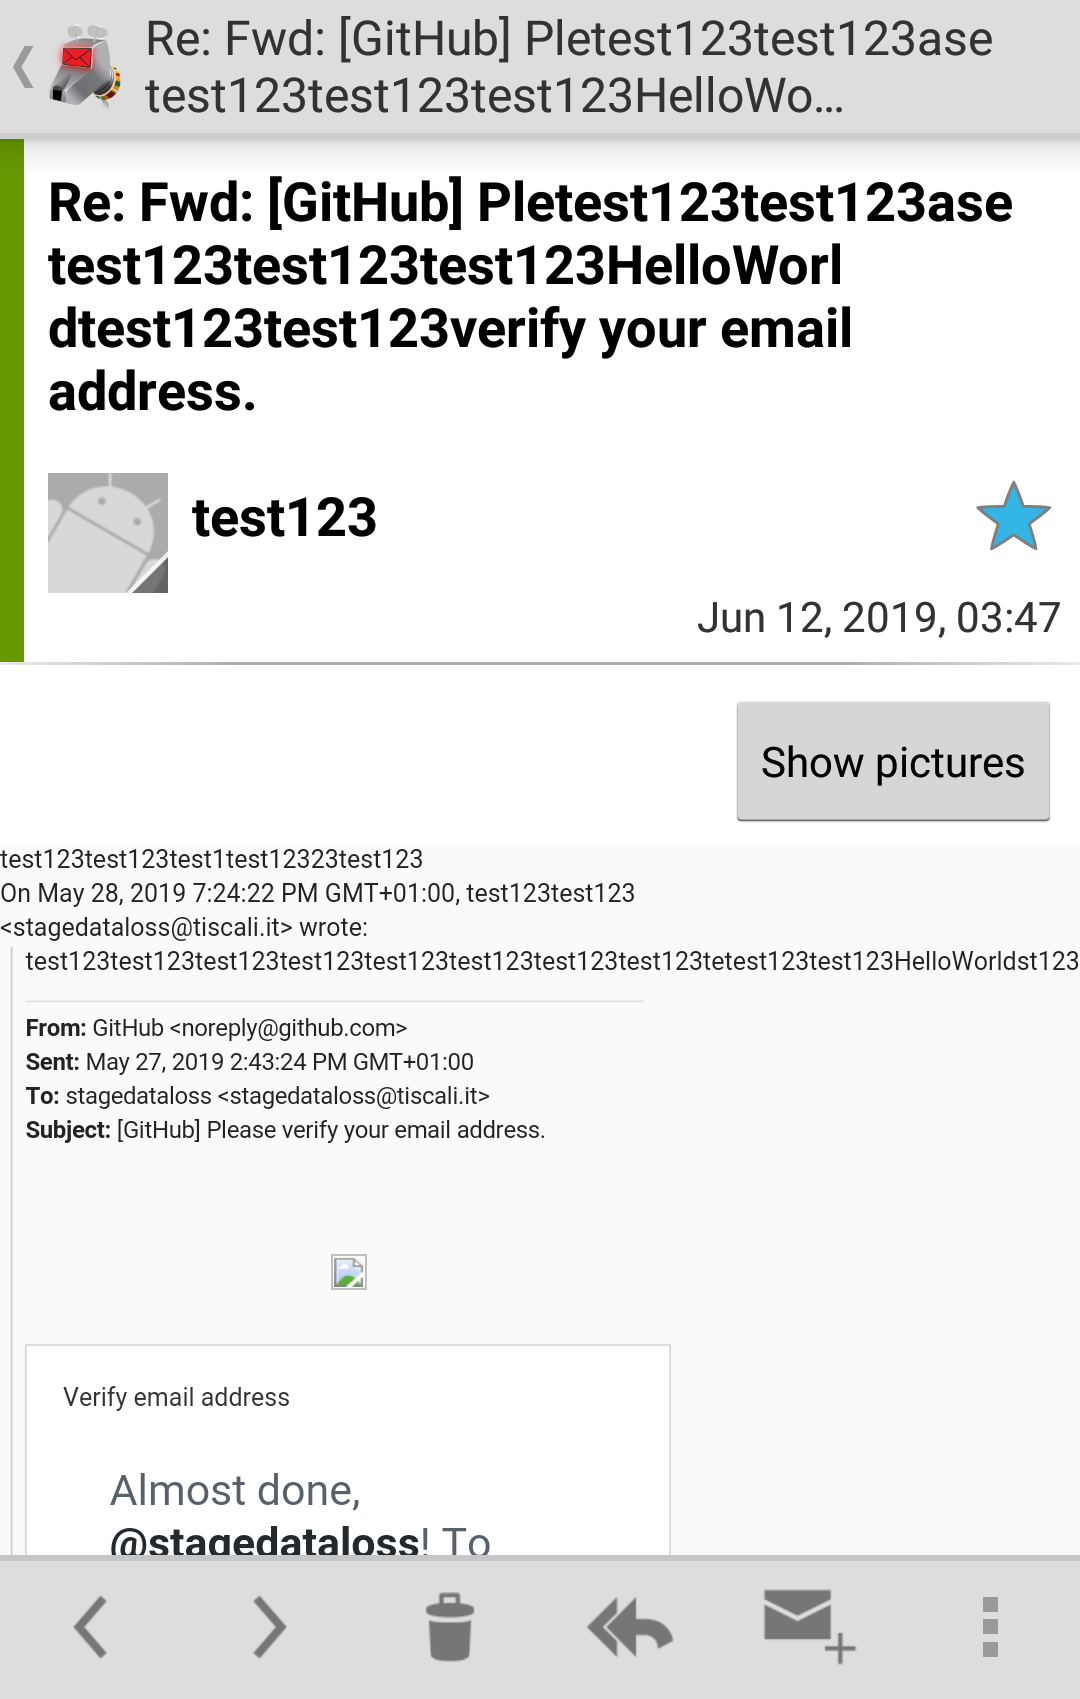 Re: Fwd: [GitHub] Pletest123test123ase
test123test123test123HelloWo…
Re: Fwd: [GitHub] Pletest123test123ase
test123test123test123HelloWorl
dtest123test123verify your email
address.
test123
Jun 12, 2019, 03:47
Show pictures
test123test123test1test12323test123
On May 28, 2019 7:24:22 PM GMT+01:00, test123test123
<stagedataloss@tiscali.it> wrote:
test123test123test123test123test123test123test123test123tetest123test123HelloWorldst123
From: GitHub <noreply@github.com>
Sent: May 27, 2019 2:43:24 PM GMT+01:00
To: stagedataloss <stagedataloss@tiscali.it>
Subject: [GitHub] Please verify your email address.
Verify email address
Almost done,
@stagedataloss! To